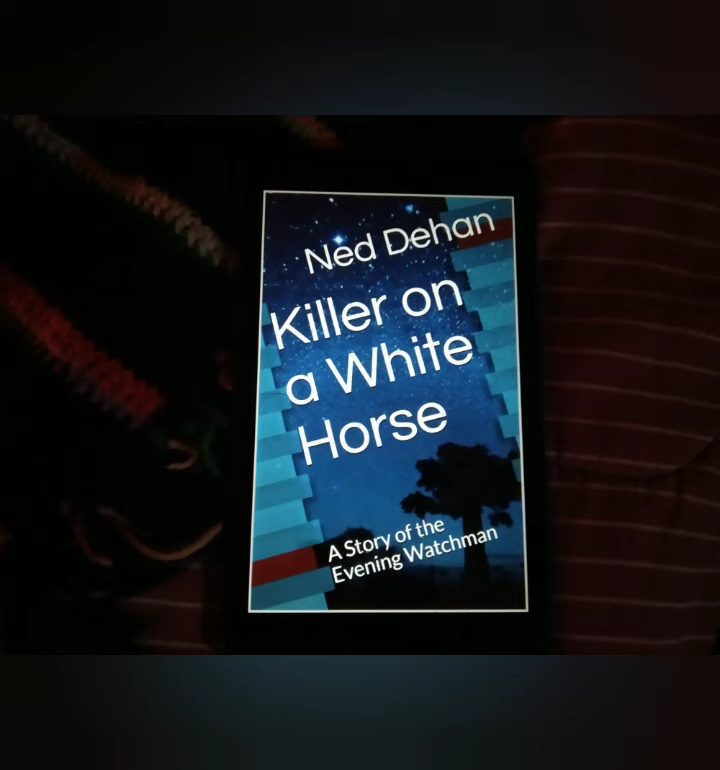 Ned Dehan
Killer on
a White
Horse
A Story of the
Evening Watchman